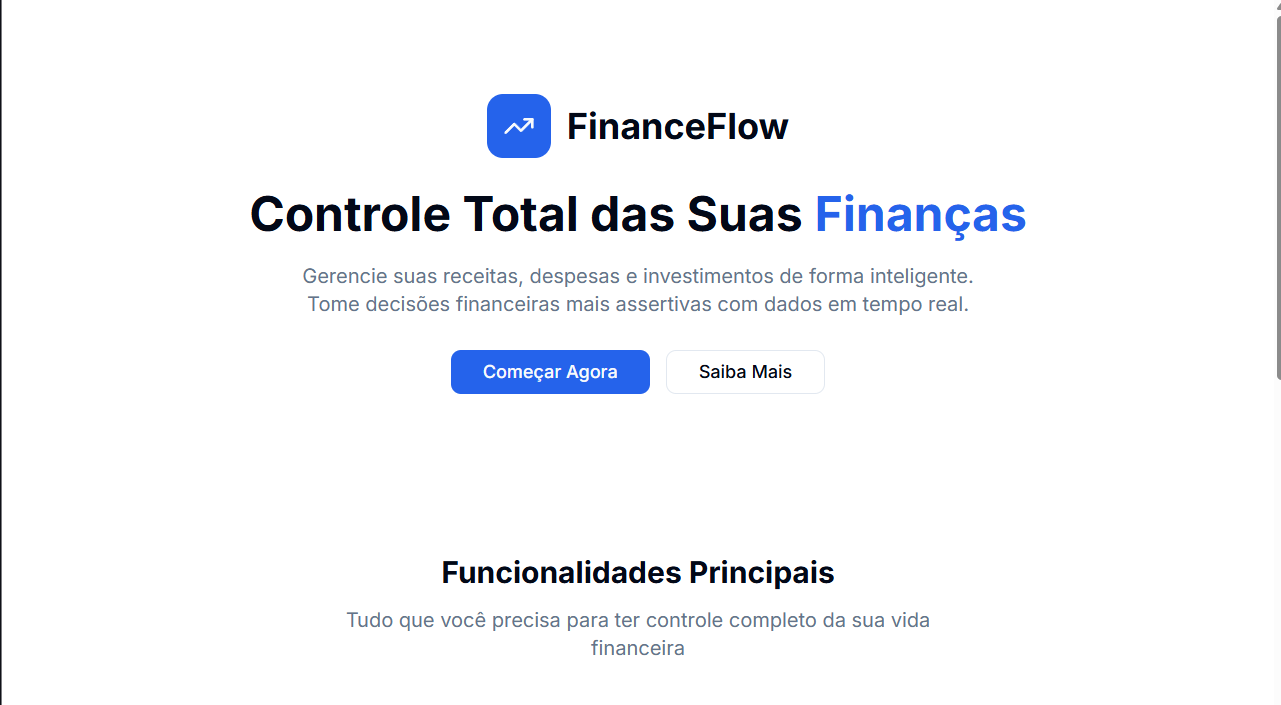 FinanceFlow
Controle Total das Suas Finanças
Gerencie suas receitas, despesas e investimentos de forma inteligente.
Tome decisões financeiras mais assertivas com dados em tempo real.
Começar Agora
Saiba Mais
Funcionalidades Principais
Tudo que você precisa para ter controle completo da sua vida
financeira